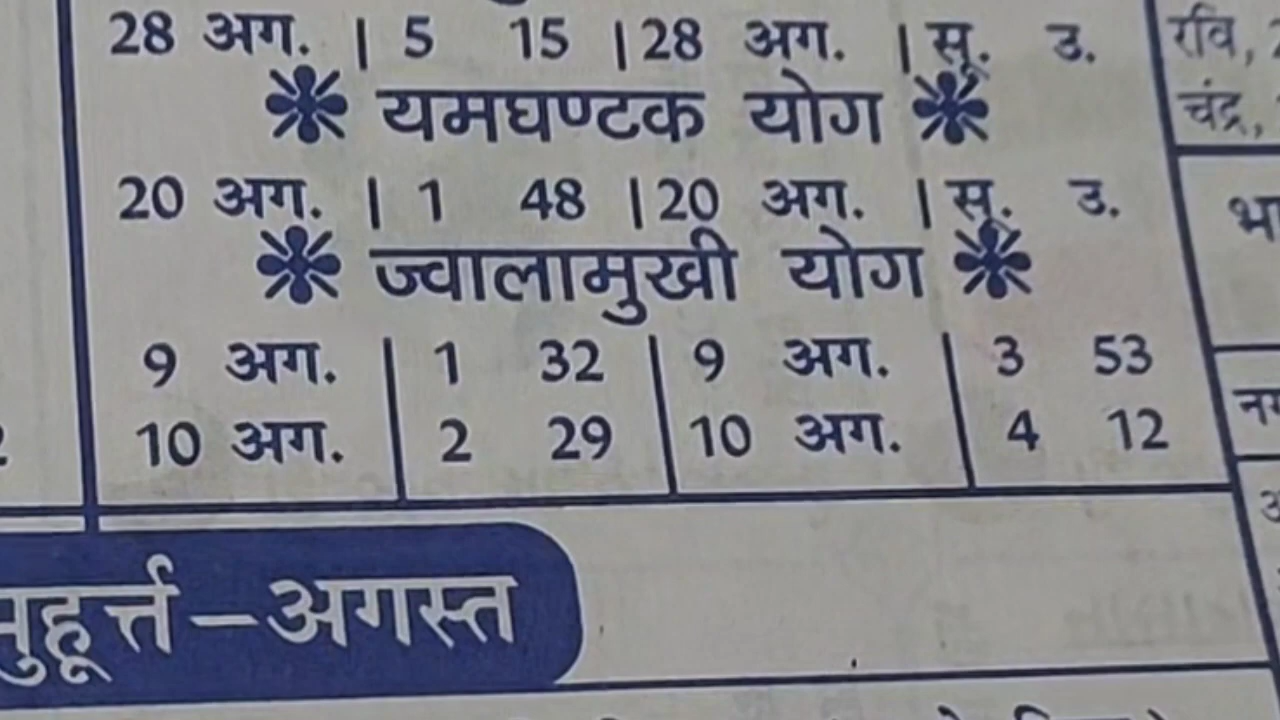 28 अग. | 5 15 | 28 अग. | सू. उ.
यमघण्टक योग
20 अग. | 1 48 | 20 अग. | सू. उ.
ज्वालामुखी योग
9 अग. | 1 32 | 9 अग. | 3 53
10 अग. | 2 29 | 10 अग. | 4 12
मुहूर्त्त–अगस्त
रवि,
चंद्र,